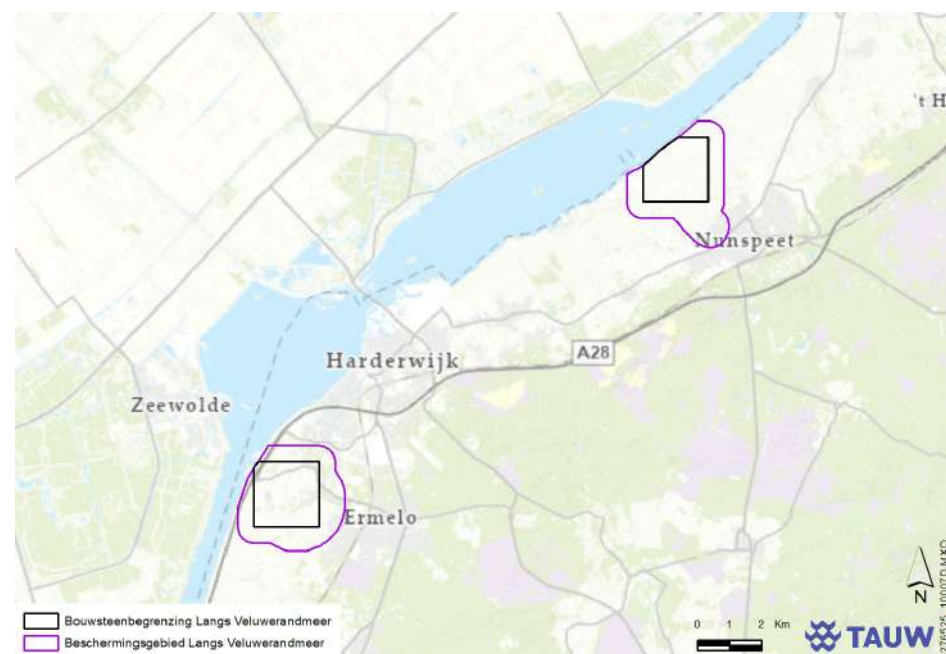 't H
Nunspeet
A28
Harderwijk
Zeewolde
Ermelo
Bouwsteenbegrenzing Langs Veluwerandmeer
Beschermingsgebied Langs Veluwerandmeer
N
0 1 2 Km
TAUW